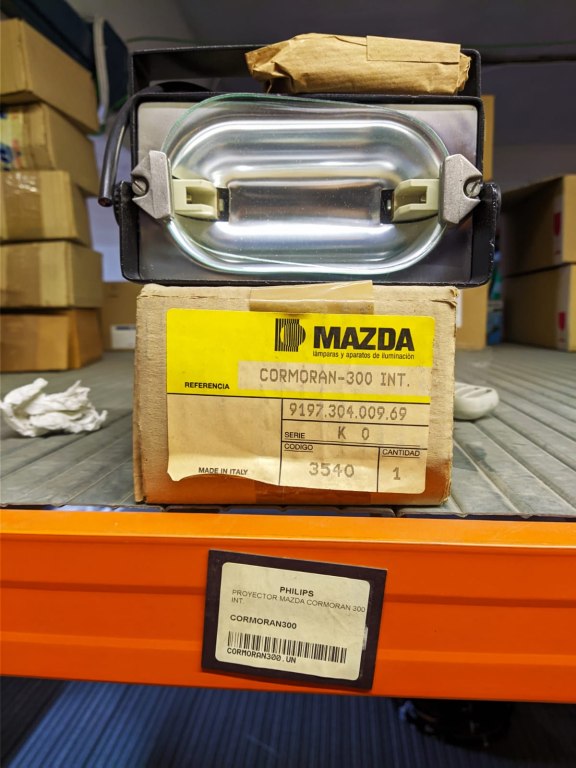 MAZDA
lámparas y aparatos de iluminación
REFERENCIA
CORMORAN-300 INT.
9197.304.009.69
SERIE K 0
CODIGO
3540
CANTIDAD
1
MADE IN ITALY
PHILIPS
PROYECTOR MAZDA CORMORAN 300
INT.
CORMORAN300
CORMORAN300.UN